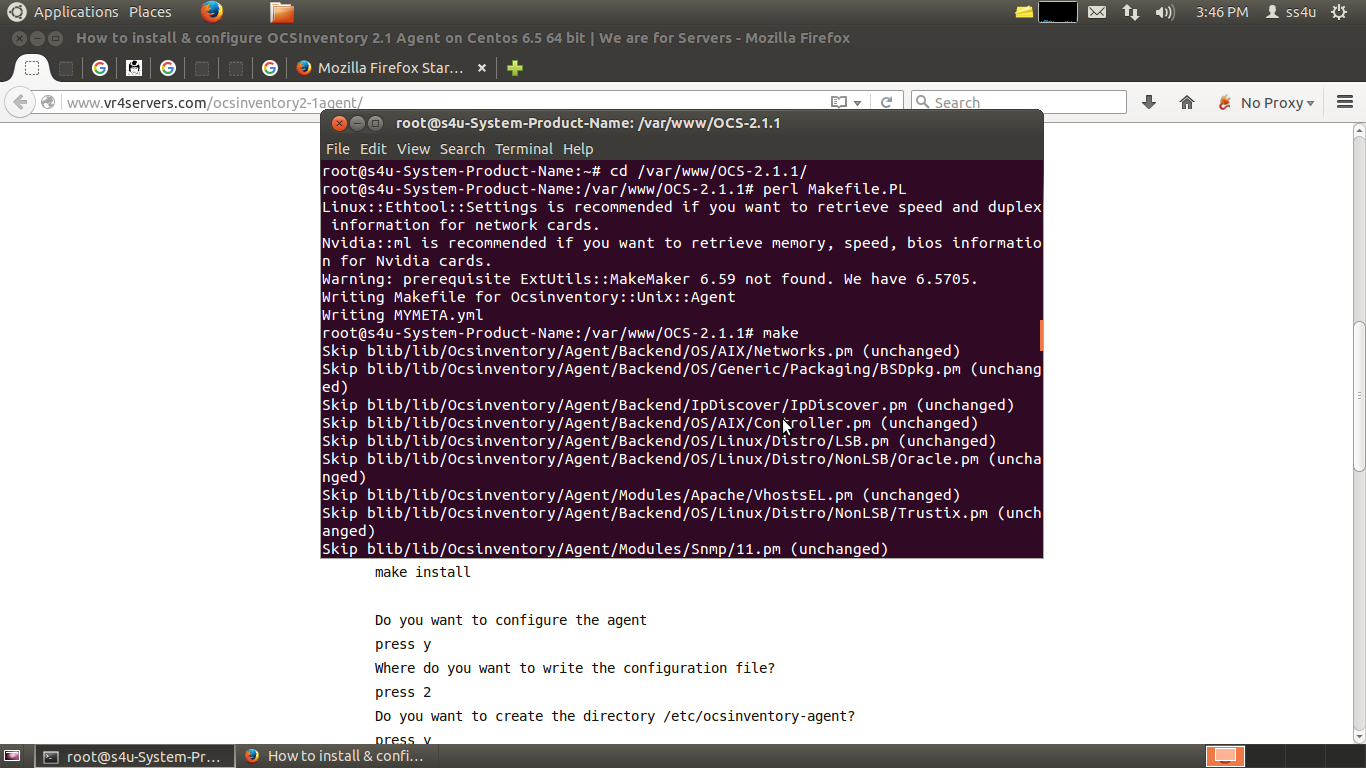 Applications Places
3:46 PM ss4u
How to install & configure OCSInventory 2.1 Agent on Centos 6.5 64 bit | We are for Servers - Mozilla Firefox
Mozilla Firefox Star...
www.vr4servers.com/ocsinventory2-1agent/
Search
No Proxy
root@s4u-System-Product-Name: /var/www/OCS-2.1.1
File Edit View Search Terminal Help
root@s4u-System-Product-Name:~# cd /var/www/OCS-2.1.1/
root@s4u-System-Product-Name:/var/www/OCS-2.1.1# perl Makefile.PL
Linux::Ethtool::Settings is recommended if you want to retrieve speed and duplex
information for network cards.
Nvidia::ml is recommended if you want to retrieve memory, speed, bios informatio
n for Nvidia cards.
Warning: prerequisite ExtUtils::MakeMaker 6.59 not found. We have 6.5705.
Writing Makefile for Ocsinventory::Unix::Agent
Writing MYMETA.yml
root@s4u-System-Product-Name:/var/www/OCS-2.1.1# make
Skip blib/lib/Ocsinventory/Agent/Backend/OS/AIX/Networks.pm (unchanged)
Skip blib/lib/Ocsinventory/Agent/Backend/OS/Generic/Packaging/BSDpkg.pm (unchang
ed)
Skip blib/lib/Ocsinventory/Agent/Backend/IpDiscover/IpDiscover.pm (unchanged)
Skip blib/lib/Ocsinventory/Agent/Backend/OS/AIX/Controller.pm (unchanged)
Skip blib/lib/Ocsinventory/Agent/Backend/OS/Linux/Distro/LSB.pm (unchanged)
Skip blib/lib/Ocsinventory/Agent/Backend/OS/Linux/Distro/NonLSB/Oracle.pm (uncha
nged)
Skip blib/lib/Ocsinventory/Agent/Modules/Apache/VhostsEL.pm (unchanged)
Skip blib/lib/Ocsinventory/Agent/Backend/OS/Linux/Distro/NonLSB/Trustix.pm (unch
anged)
Skip blib/lib/Ocsinventory/Agent/Modules/Snmp/11.pm (unchanged)
make install
Do you want to configure the agent
press y
Where do you want to write the configuration file?
press 2
Do you want to create the directory /etc/ocsinventory-agent?
press y
root@s4u-System-Pr...
How to install & confi...